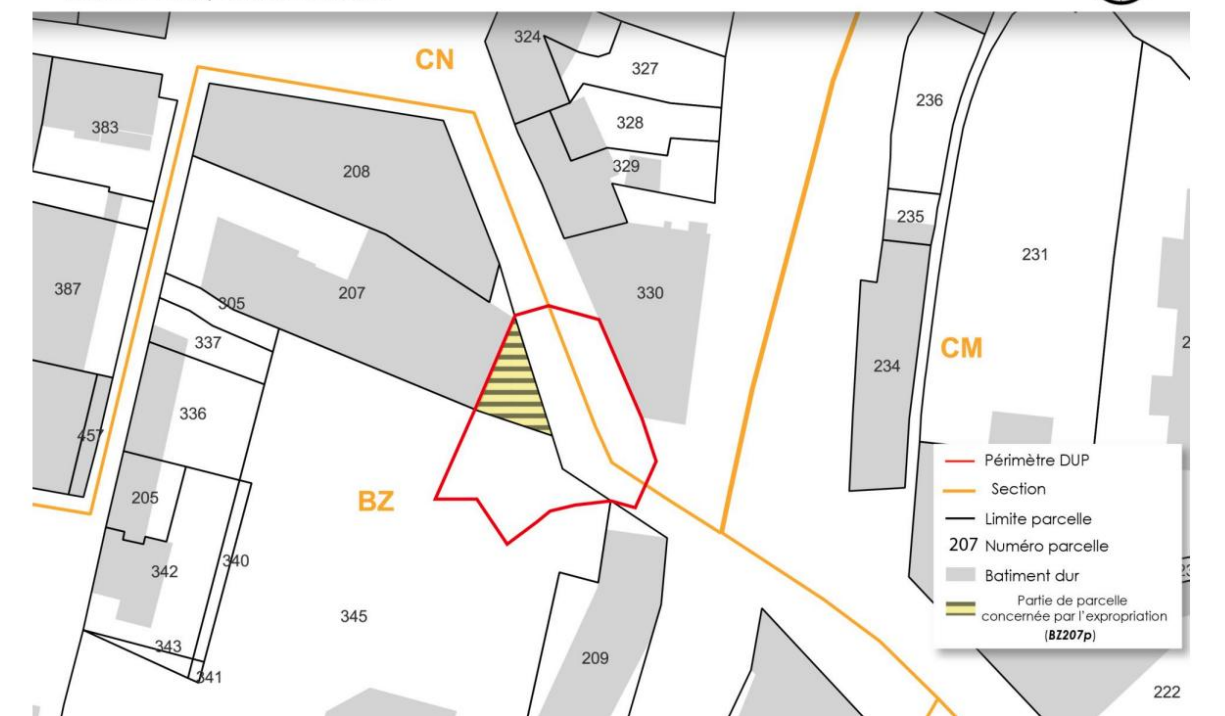 CN
324
327
236
328
383
329
208
235
231
387
305
207
330
337
CM
234
336
457
Périmètre DUP
Section
205
BZ
Limite parcelle
207 Numéro parcelle
340
342
Batiment dur
Partie de parcelle
concernée par l'expropriation
(BZ207p)
345
343
209
341
222